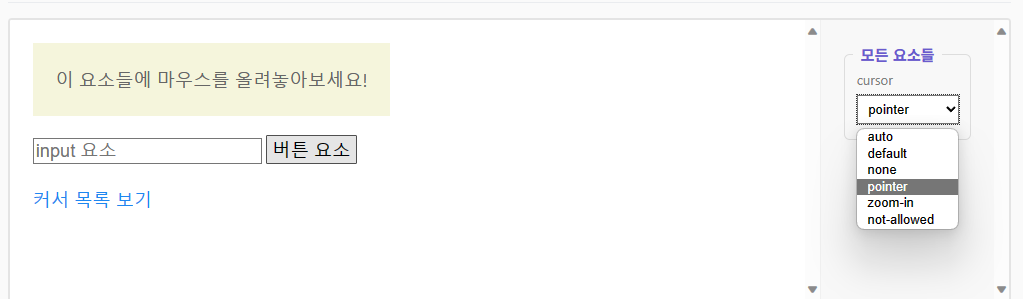 이 요소들에 마우스를 올려놓아보세요!
input 요소
버튼 요소
커서 목록 보기
모든 요소들
cursor
pointer
auto
default
none
pointer
zoom-in
not-allowed